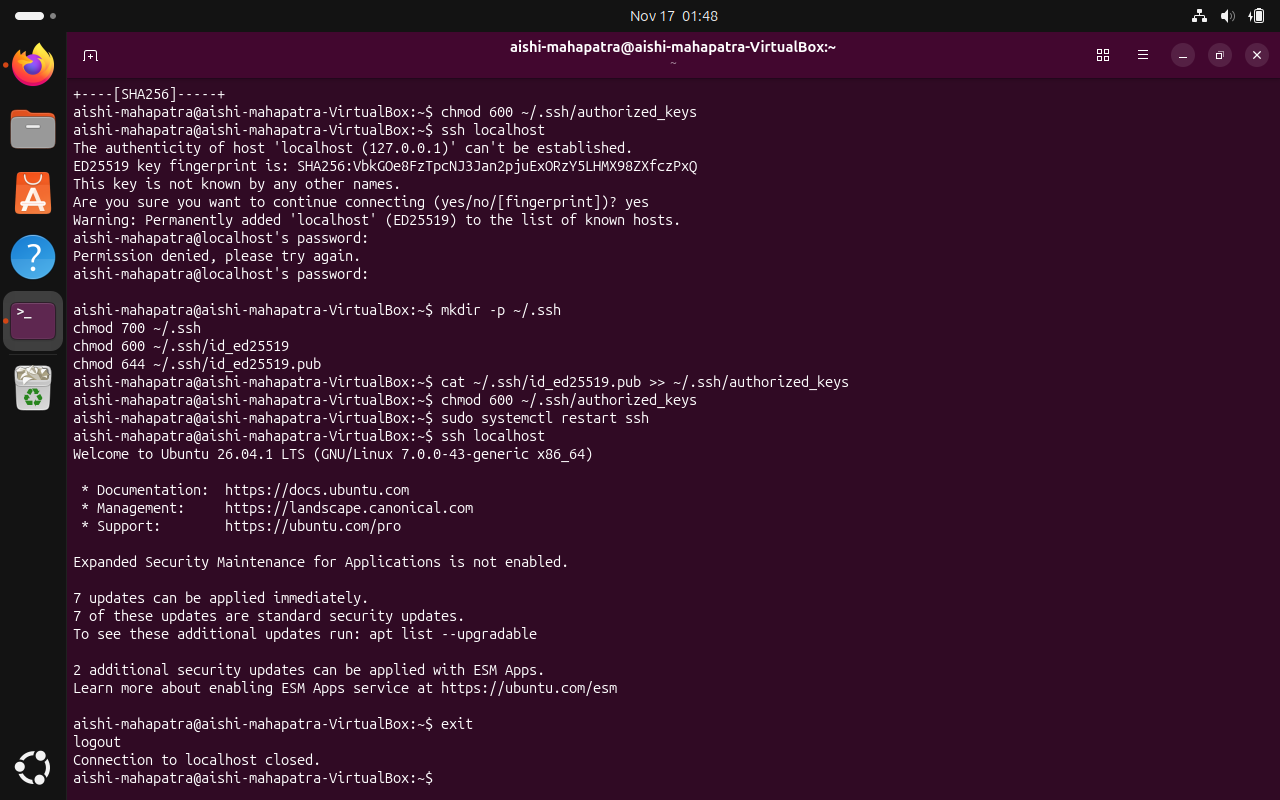 Nov 17 01:48
aishi-mahapatra@aishi-mahapatra-VirtualBox:~
~
+----[SHA256]-----+
aishi-mahapatra@aishi-mahapatra-VirtualBox:~$ chmod 600 ~/.ssh/authorized_keys
aishi-mahapatra@aishi-mahapatra-VirtualBox:~$ ssh localhost
The authenticity of host 'localhost (127.0.0.1)' can't be established.
ED25519 key fingerprint is: SHA256:VbkGOe8FzTpcNJ3Jan2pjuExORzY5LHMX98ZXfczPxQ
This key is not known by any other names.
Are you sure you want to continue connecting (yes/no/[fingerprint])? yes
Warning: Permanently added 'localhost' (ED25519) to the list of known hosts.
aishi-mahapatra@localhost's password:
Permission denied, please try again.
aishi-mahapatra@localhost's password:
aishi-mahapatra@aishi-mahapatra-VirtualBox:~$ mkdir -p ~/.ssh
chmod 700 ~/.ssh
chmod 600 ~/.ssh/id_ed25519
chmod 644 ~/.ssh/id_ed25519.pub
aishi-mahapatra@aishi-mahapatra-VirtualBox:~$ cat ~/.ssh/id_ed25519.pub >> ~/.ssh/authorized_keys
aishi-mahapatra@aishi-mahapatra-VirtualBox:~$ chmod 600 ~/.ssh/authorized_keys
aishi-mahapatra@aishi-mahapatra-VirtualBox:~$ sudo systemctl restart ssh
aishi-mahapatra@aishi-mahapatra-VirtualBox:~$ ssh localhost
Welcome to Ubuntu 26.04.1 LTS (GNU/Linux 7.0.0-43-generic x86_64)
* Documentation:  https://docs.ubuntu.com
* Management:     https://landscape.canonical.com
* Support:        https://ubuntu.com/pro
Expanded Security Maintenance for Applications is not enabled.
7 updates can be applied immediately.
7 of these updates are standard security updates.
To see these additional updates run: apt list --upgradable
2 additional security updates can be applied with ESM Apps.
Learn more about enabling ESM Apps service at https://ubuntu.com/esm
aishi-mahapatra@aishi-mahapatra-VirtualBox:~$ exit
logout
Connection to localhost closed.
aishi-mahapatra@aishi-mahapatra-VirtualBox:~$